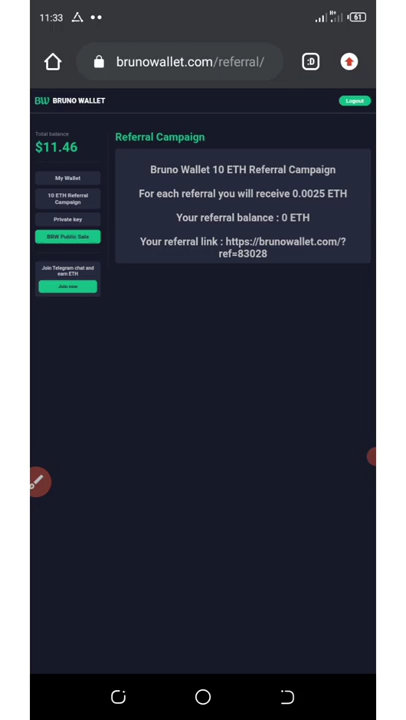 11:33
61
brunowallet.com/referral/
:D
BW BRUNO WALLET
Logout
Total balance
$11.46
Referral Campaign
My Wallet
10 ETH Referral
Campaign
Private key
BRW Public Sale
Join Telegram chat and
earn ETH
Join now
Bruno Wallet 10 ETH Referral Campaign
For each referral you will receive 0.0025 ETH
Your referral balance : 0 ETH
Your referral link : https://brunowallet.com/?
ref=83028